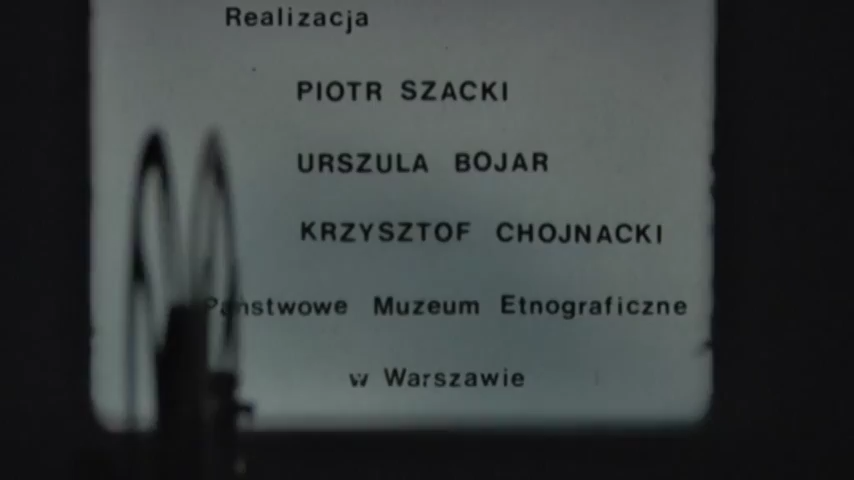 Realizacja
PIOTR SZACKI
URSZULA BOJAR
KRZYSZTOF CHOJNACKI
Państwowe Muzeum Etnograficzne
w Warszawie